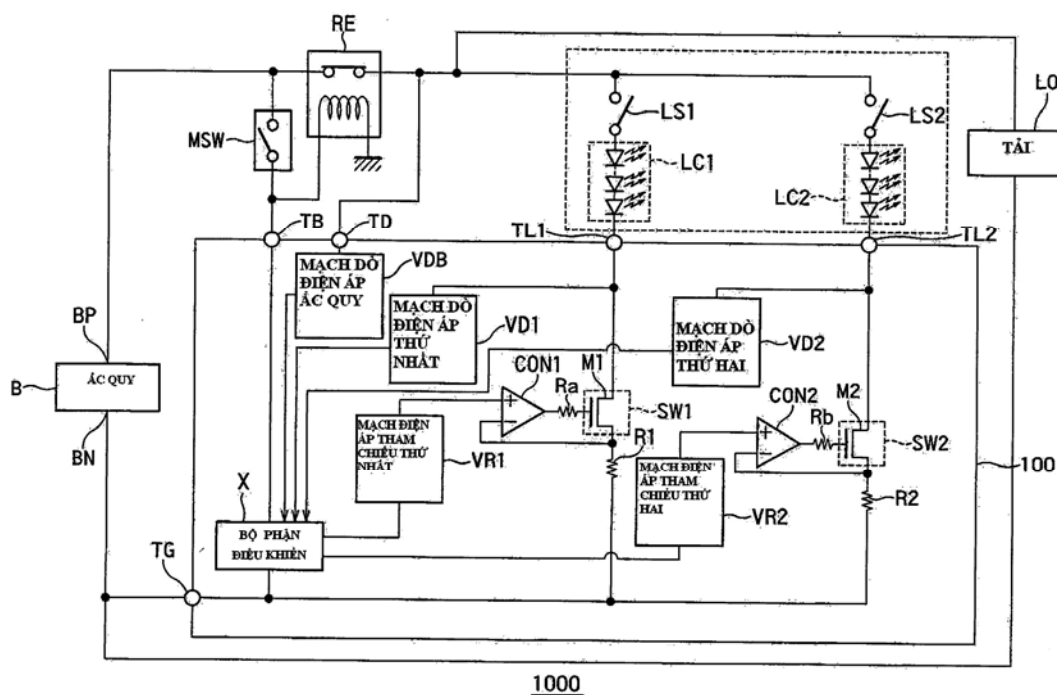 RE
MSW
LS1
LS2
LO
TẢI
LC1
LC2
TB
TD
TL1
TL2
MẠCH DÒ
ĐIỆN ÁP
ẮC QUY
VDB
MẠCH DÒ
ĐIỆN ÁP
THỨ
NHẤT
VD1
MẠCH DÒ
ĐIỆN ÁP
THỨ HAI
VD2
BP
B
ẮC QUY
BN
CON1
+
-
Ra
M1
SW1
R1
CON2
+
-
Rb
M2
SW2
R2
100
MẠCH ĐIỆN
ÁP THAM
CHIẾU THỨ
NHẤT
VR1
MẠCH ĐIỆN
ÁP THAM
CHIẾU THỨ
HAI
VR2
X
BỘ PHẬN
ĐIỀU KHIỂN
TG
1000